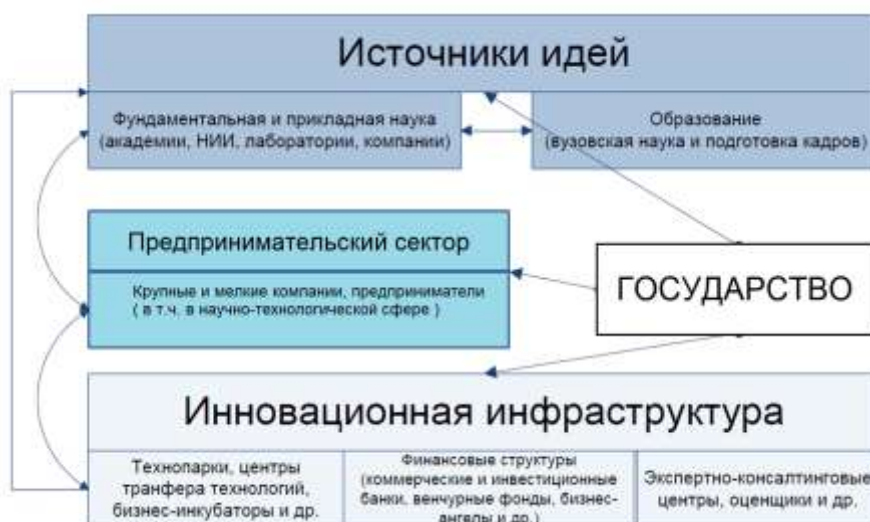 Источники идей
Фундаментальная и прикладная наука
(академии, НИИ, лаборатории, компании)
Образование
(вузовская наука и подготовка кадров)
Предпринимательский сектор
Крупные и мелкие компании, предприниматели
( в т.ч. в научно-технологической сфере )
ГОСУДАРСТВО
Инновационная инфраструктура
Технопарки, центры
транфера технологий,
бизнес-инкубаторы и др.
Финансовые структуры
(коммерческие и инвестиционные
банки, венчурные фонды, бизнес-
ангелы и др.)
Экспертно-консалтинговые
центры, оценщики и др.